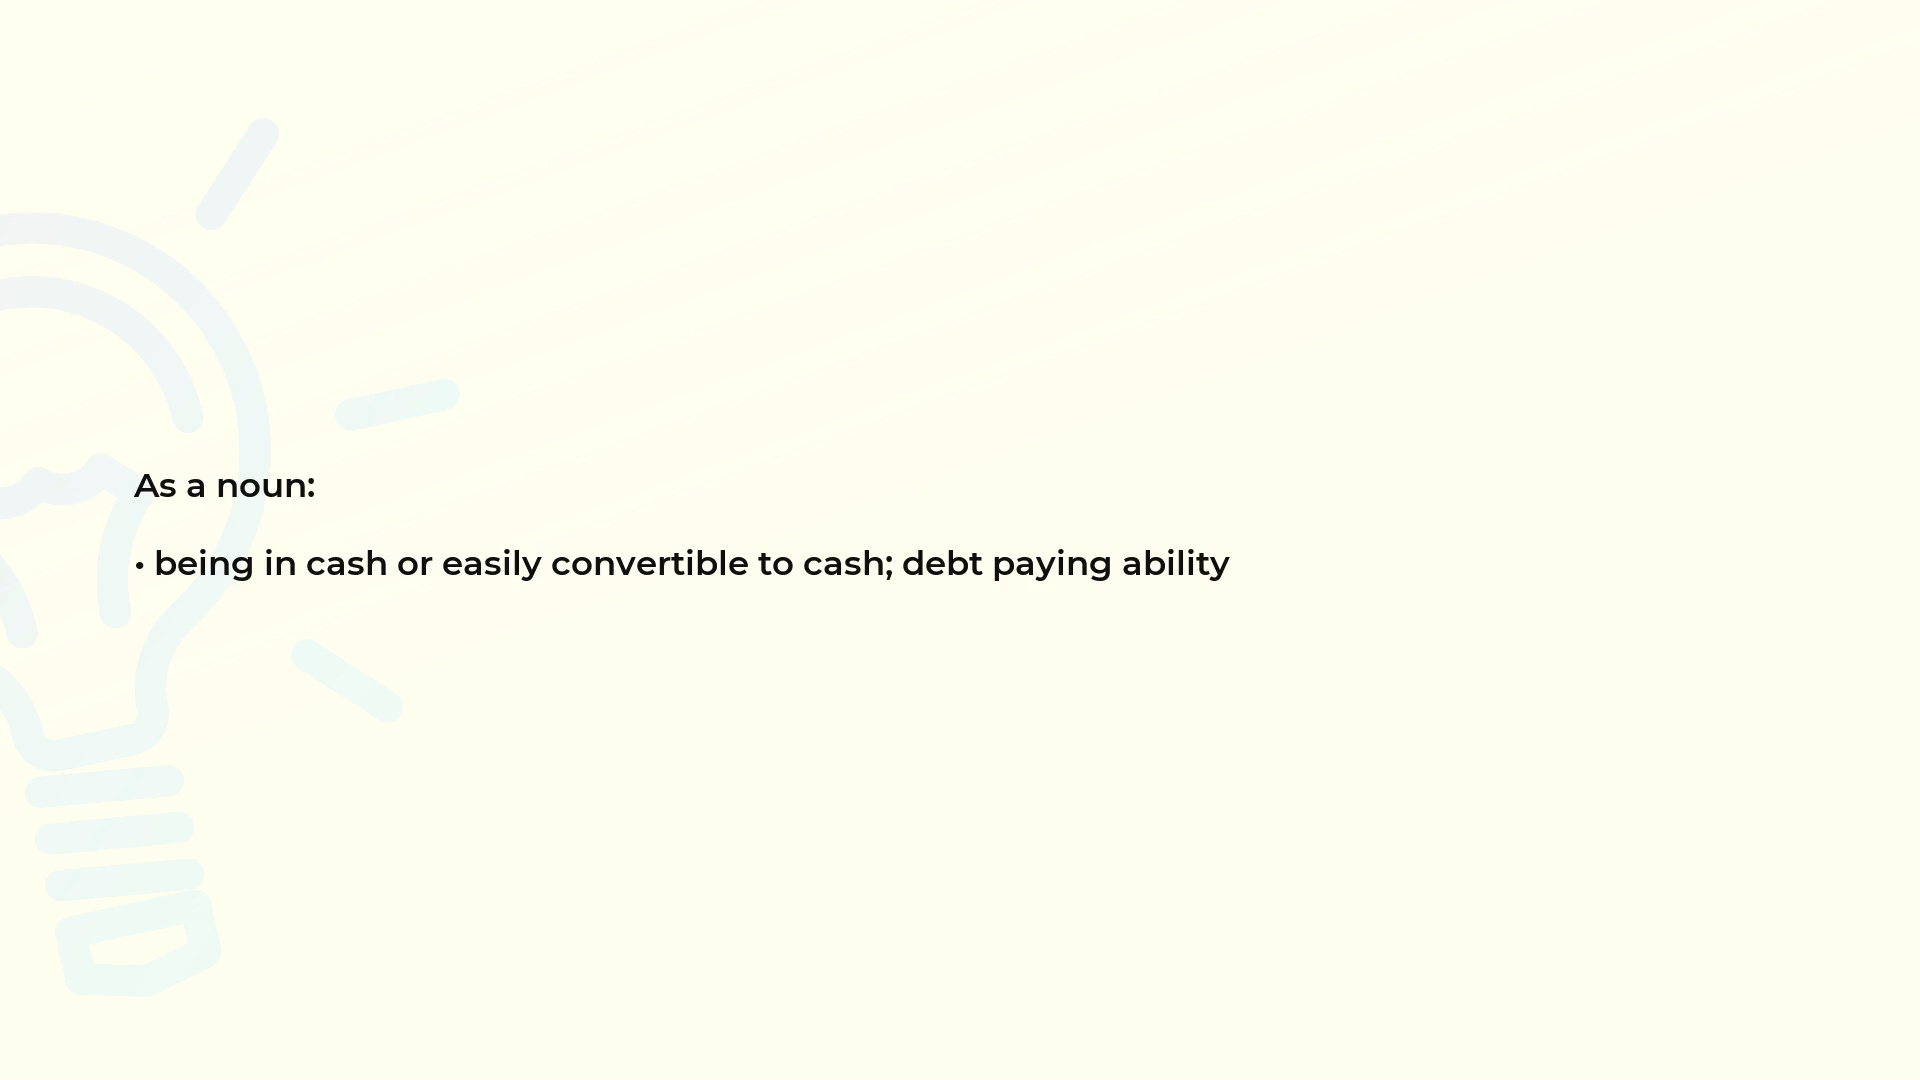 As a noun:
• being in cash or easily convertible to cash; debt paying ability